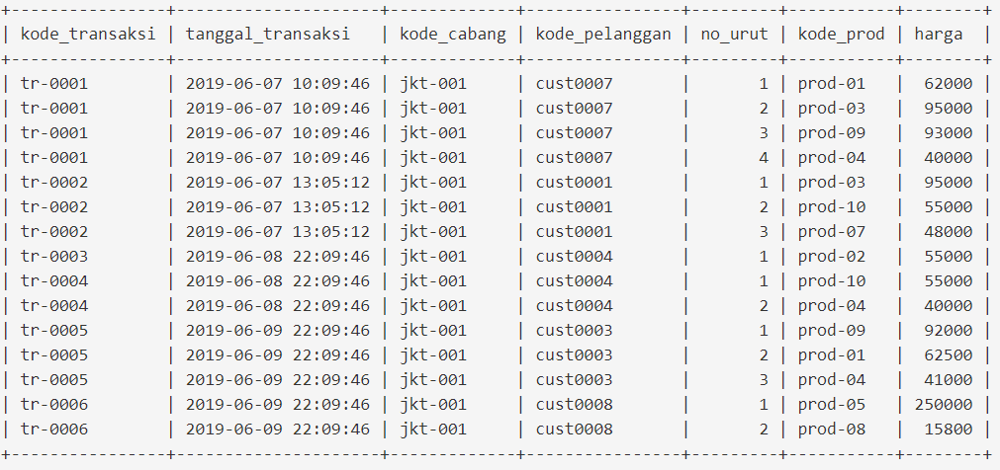 +----------------+---------------------+-------------+----------------+---------+-----------+--------+
| kode_transaksi | tanggal_transaksi   | kode_cabang | kode_pelanggan | no_urut | kode_prod | harga  |
+----------------+---------------------+-------------+----------------+---------+-----------+--------+
| tr-0001        | 2019-06-07 10:09:46 | jkt-001     | cust0007       |       1 | prod-01   |  62000 |
| tr-0001        | 2019-06-07 10:09:46 | jkt-001     | cust0007       |       2 | prod-03   |  95000 |
| tr-0001        | 2019-06-07 10:09:46 | jkt-001     | cust0007       |       3 | prod-09   |  93000 |
| tr-0001        | 2019-06-07 10:09:46 | jkt-001     | cust0007       |       4 | prod-04   |  40000 |
| tr-0002        | 2019-06-07 13:05:12 | jkt-001     | cust0001       |       1 | prod-03   |  95000 |
| tr-0002        | 2019-06-07 13:05:12 | jkt-001     | cust0001       |       2 | prod-10   |  55000 |
| tr-0002        | 2019-06-07 13:05:12 | jkt-001     | cust0001       |       3 | prod-07   |  48000 |
| tr-0003        | 2019-06-08 22:09:46 | jkt-001     | cust0004       |       1 | prod-02   |  55000 |
| tr-0004        | 2019-06-08 22:09:46 | jkt-001     | cust0004       |       1 | prod-10   |  55000 |
| tr-0004        | 2019-06-08 22:09:46 | jkt-001     | cust0004       |       2 | prod-04   |  40000 |
| tr-0005        | 2019-06-09 22:09:46 | jkt-001     | cust0003       |       1 | prod-09   |  92000 |
| tr-0005        | 2019-06-09 22:09:46 | jkt-001     | cust0003       |       2 | prod-01   |  62500 |
| tr-0005        | 2019-06-09 22:09:46 | jkt-001     | cust0003       |       3 | prod-04   |  41000 |
| tr-0006        | 2019-06-09 22:09:46 | jkt-001     | cust0008       |       1 | prod-05   | 250000 |
| tr-0006        | 2019-06-09 22:09:46 | jkt-001     | cust0008       |       2 | prod-08   |  15800 |
+----------------+---------------------+-------------+----------------+---------+-----------+--------+